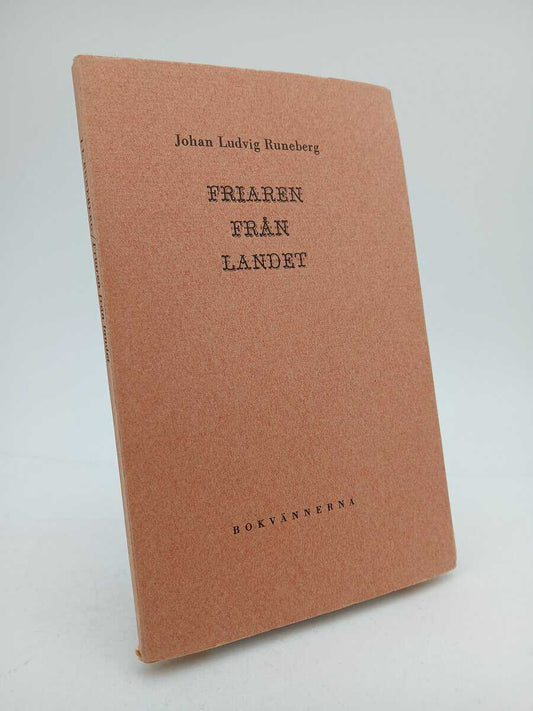 Johan Ludvig Runeberg
FRIAREN
FRÅN
LANDET
BOKVÄNNERNA